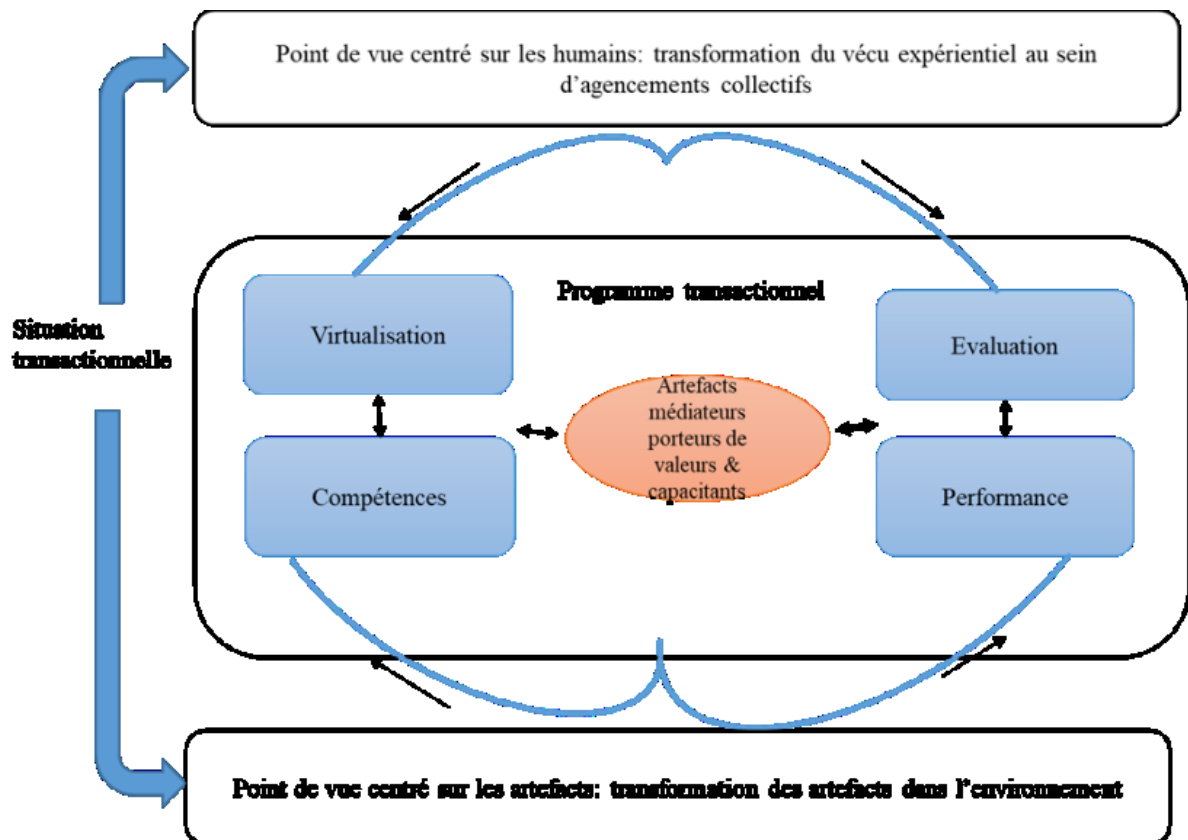 Point de vue centré sur les humains: transformation du vécu expérientiel au sein
d’agencements collectifs
Programme transactionnel
Virtualisation
Evaluation
Situation
transactionnelle
Artefacts
médiateurs
porteurs de
valeurs &
capacitants
Compétences
Performance
Point de vue centré sur les artefacts: transformation des artefacts dans l’environnement